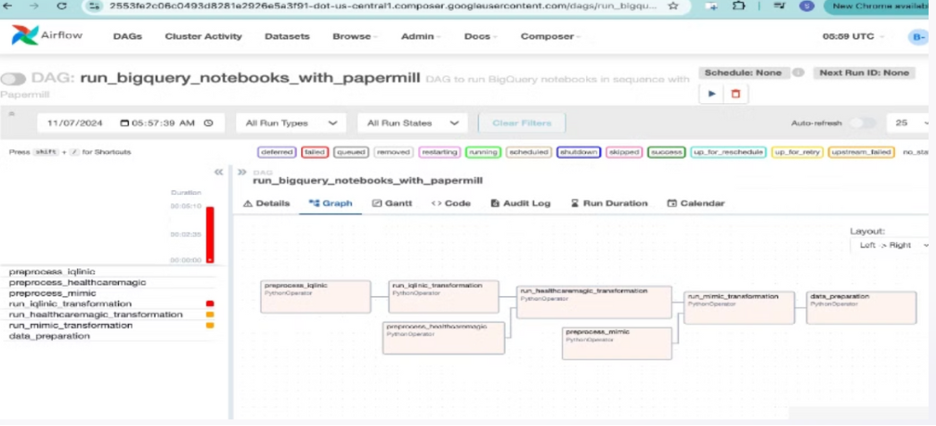 2553fe2c06c0493d8281e2926e5a3f91-dot-us-central1.composer.googleusercontent.com/dags/run_bigqu...
New Chrome availab
Airflow
DAGs
Cluster Activity
Datasets
Browse
Admin
Docs
Composer
05:59 UTC
B-
DAG: run_bigquery_notebooks_with_papermill DAG to run BigQuery notebooks in sequence with
Papermill
Schedule: None
Next Run ID: None
11/07/2024 05:57:39 AM
All Run Types
All Run States
Clear Filters
Auto-refresh
25
Press shift + / for Shortcuts
deferred failed queued removed restarting running scheduled shutdown skipped success up_for_reschedule up_for_retry upstream_failed no_sta
DAG
run_bigquery_notebooks_with_papermill
Duration
00:05:10
00:02:35
00:00:00
Details
Graph
Gantt
<> Code
Audit Log
Run Duration
Calendar
Layout:
Left -> Right
preprocess_iqlinic
preprocess_healthcaremagic
preprocess_mimic
run_iqlinic_transformation
run_healthcaremagic_transformation
run_mimic_transformation
data_preparation
preprocess_iqlinic
PythonOperator
run_iqlinic_transformation
PythonOperator
run_healthcaremagic_transformation
PythonOperator
run_mimic_transformation
PythonOperator
data_preparation
PythonOperator
preprocess_healthcaremagic
PythonOperator
preprocess_mimic
PythonOperator